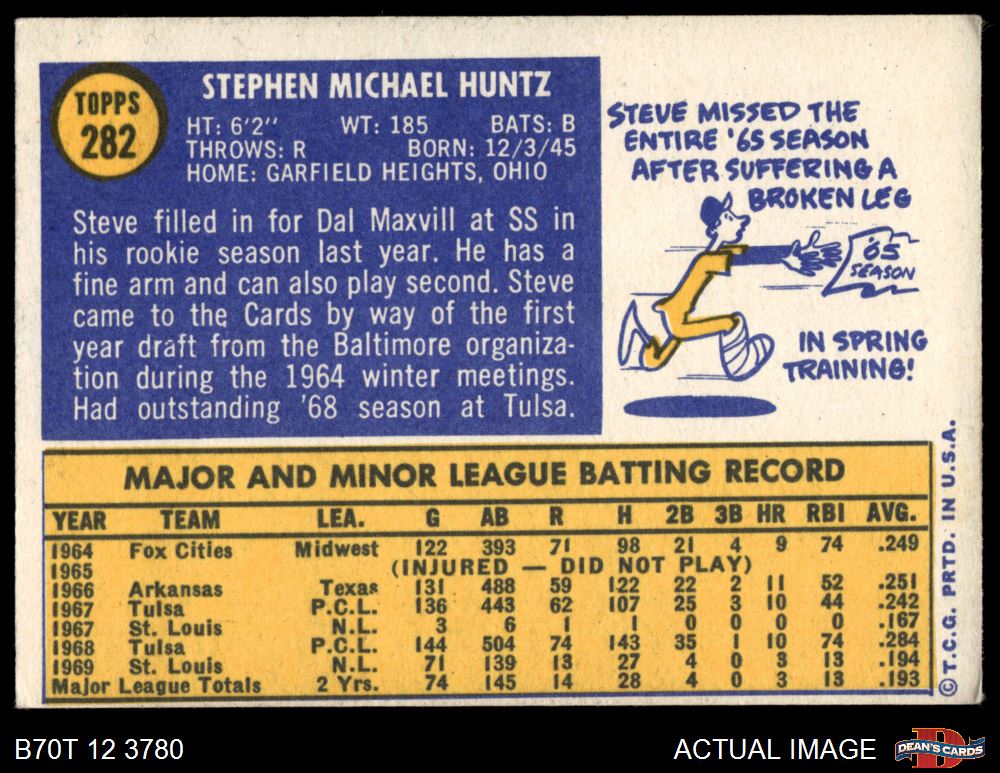 TOPPS
282
STEPHEN MICHAEL HUNTZ
HT: 6'2" WT: 185 BATS: B
THROWS: R BORN: 12/3/45
HOME: GARFIELD HEIGHTS, OHIO
Steve filled in for Dal Maxvill at SS in
his rookie season last year. He has a
fine arm and can also play second. Steve
came to the Cards by way of the first
year draft from the Baltimore organiza-
tion during the 1964 winter meetings.
Had outstanding '68 season at Tulsa.
STEVE MISSED THE
ENTIRE '65 SEASON
AFTER SUFFERING A
BROKEN LEG
'65
SEASON
IN SPRING
TRAINING!
MAJOR AND MINOR LEAGUE BATTING RECORD
YEAR TEAM LEA. G AB R H 2B 3B HR RBI AVG.
1964 Fox Cities Midwest 122 393 71 98 21 4 9 74 .249
1965 (INJURED — DID NOT PLAY)
1966 Arkansas Texas 131 488 59 122 22 2 11 52 .251
1967 Tulsa P.C.L. 136 443 62 107 25 3 10 44 .242
1967 St. Louis N.L. 3 6 1 1 0 0 0 0 .167
1968 Tulsa P.C.L. 144 504 74 143 35 1 10 74 .284
1969 St. Louis N.L. 71 139 13 27 4 0 3 13 .194
Major League Totals 2 Yrs. 74 145 14 28 4 0 3 13 .193
© T.C.G. PRTD. IN U.S.A.
B70T 12 3780 ACTUAL IMAGE
DEAN'S CARDS